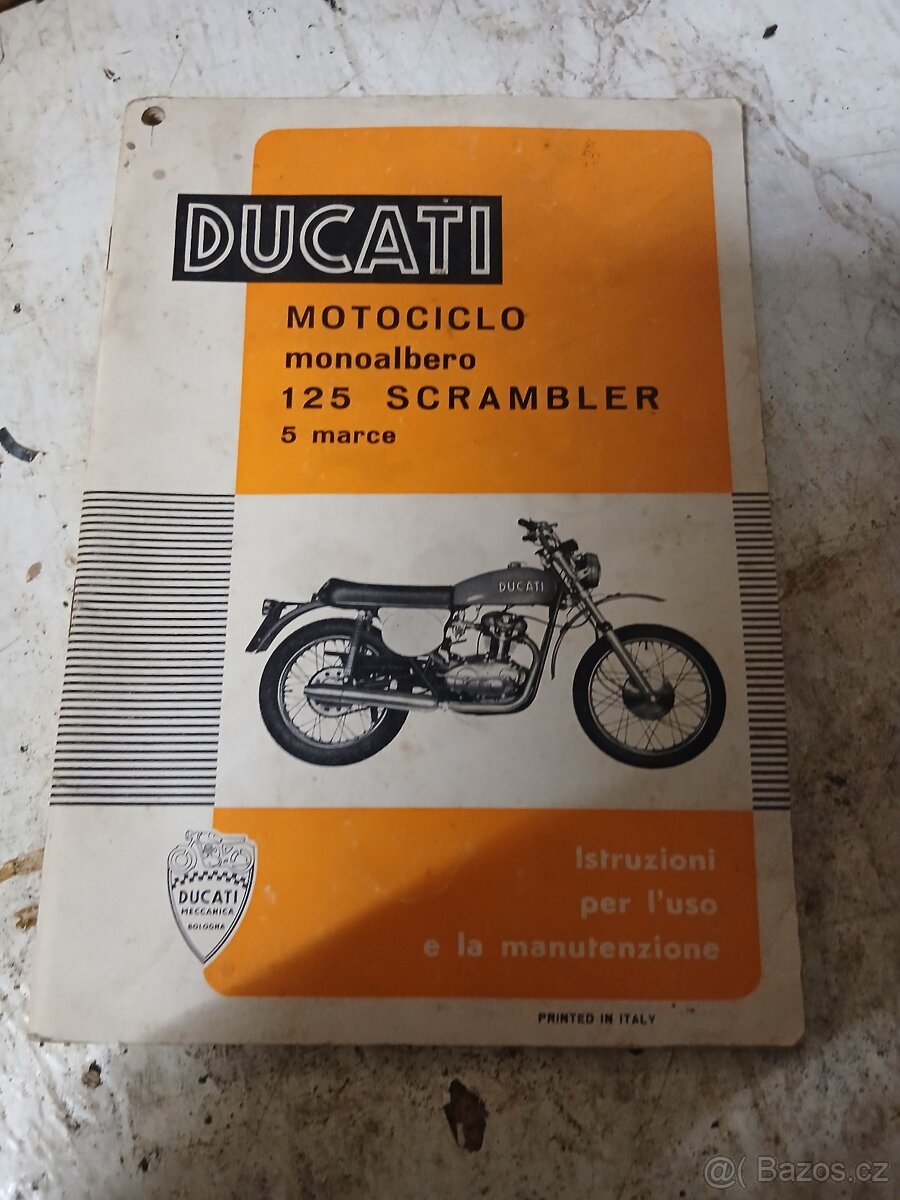 DUCATI
MOTOCICLO
monoalbero
125 SCRAMBLER
5 marce
DUCATI
DUCATI
MECCANICA
BOLOGNA
Istruzioni
per l'uso
e la manutenzione
PRINTED IN ITALY
@( Bazos.cz